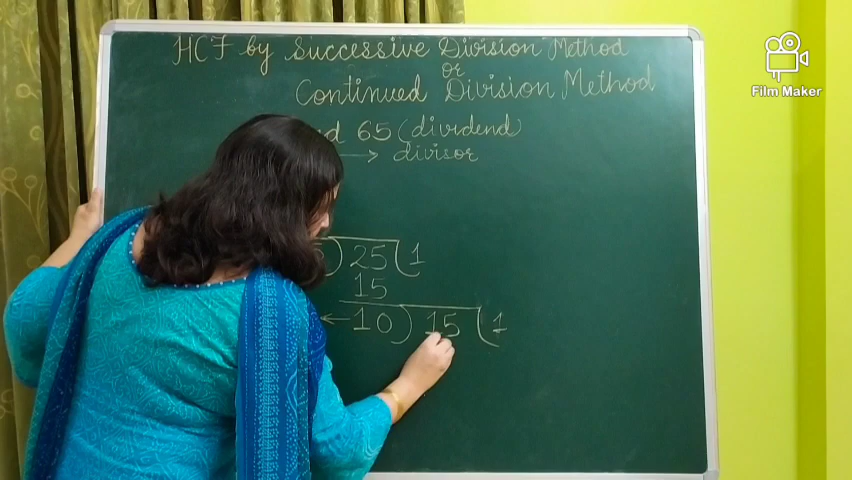 HCF by Successive Division Method
or
Continued Division Method
65 (dividend)
→ divisor
) 25 ( 1
15
← 10 ) 15 ( 1
Film Maker